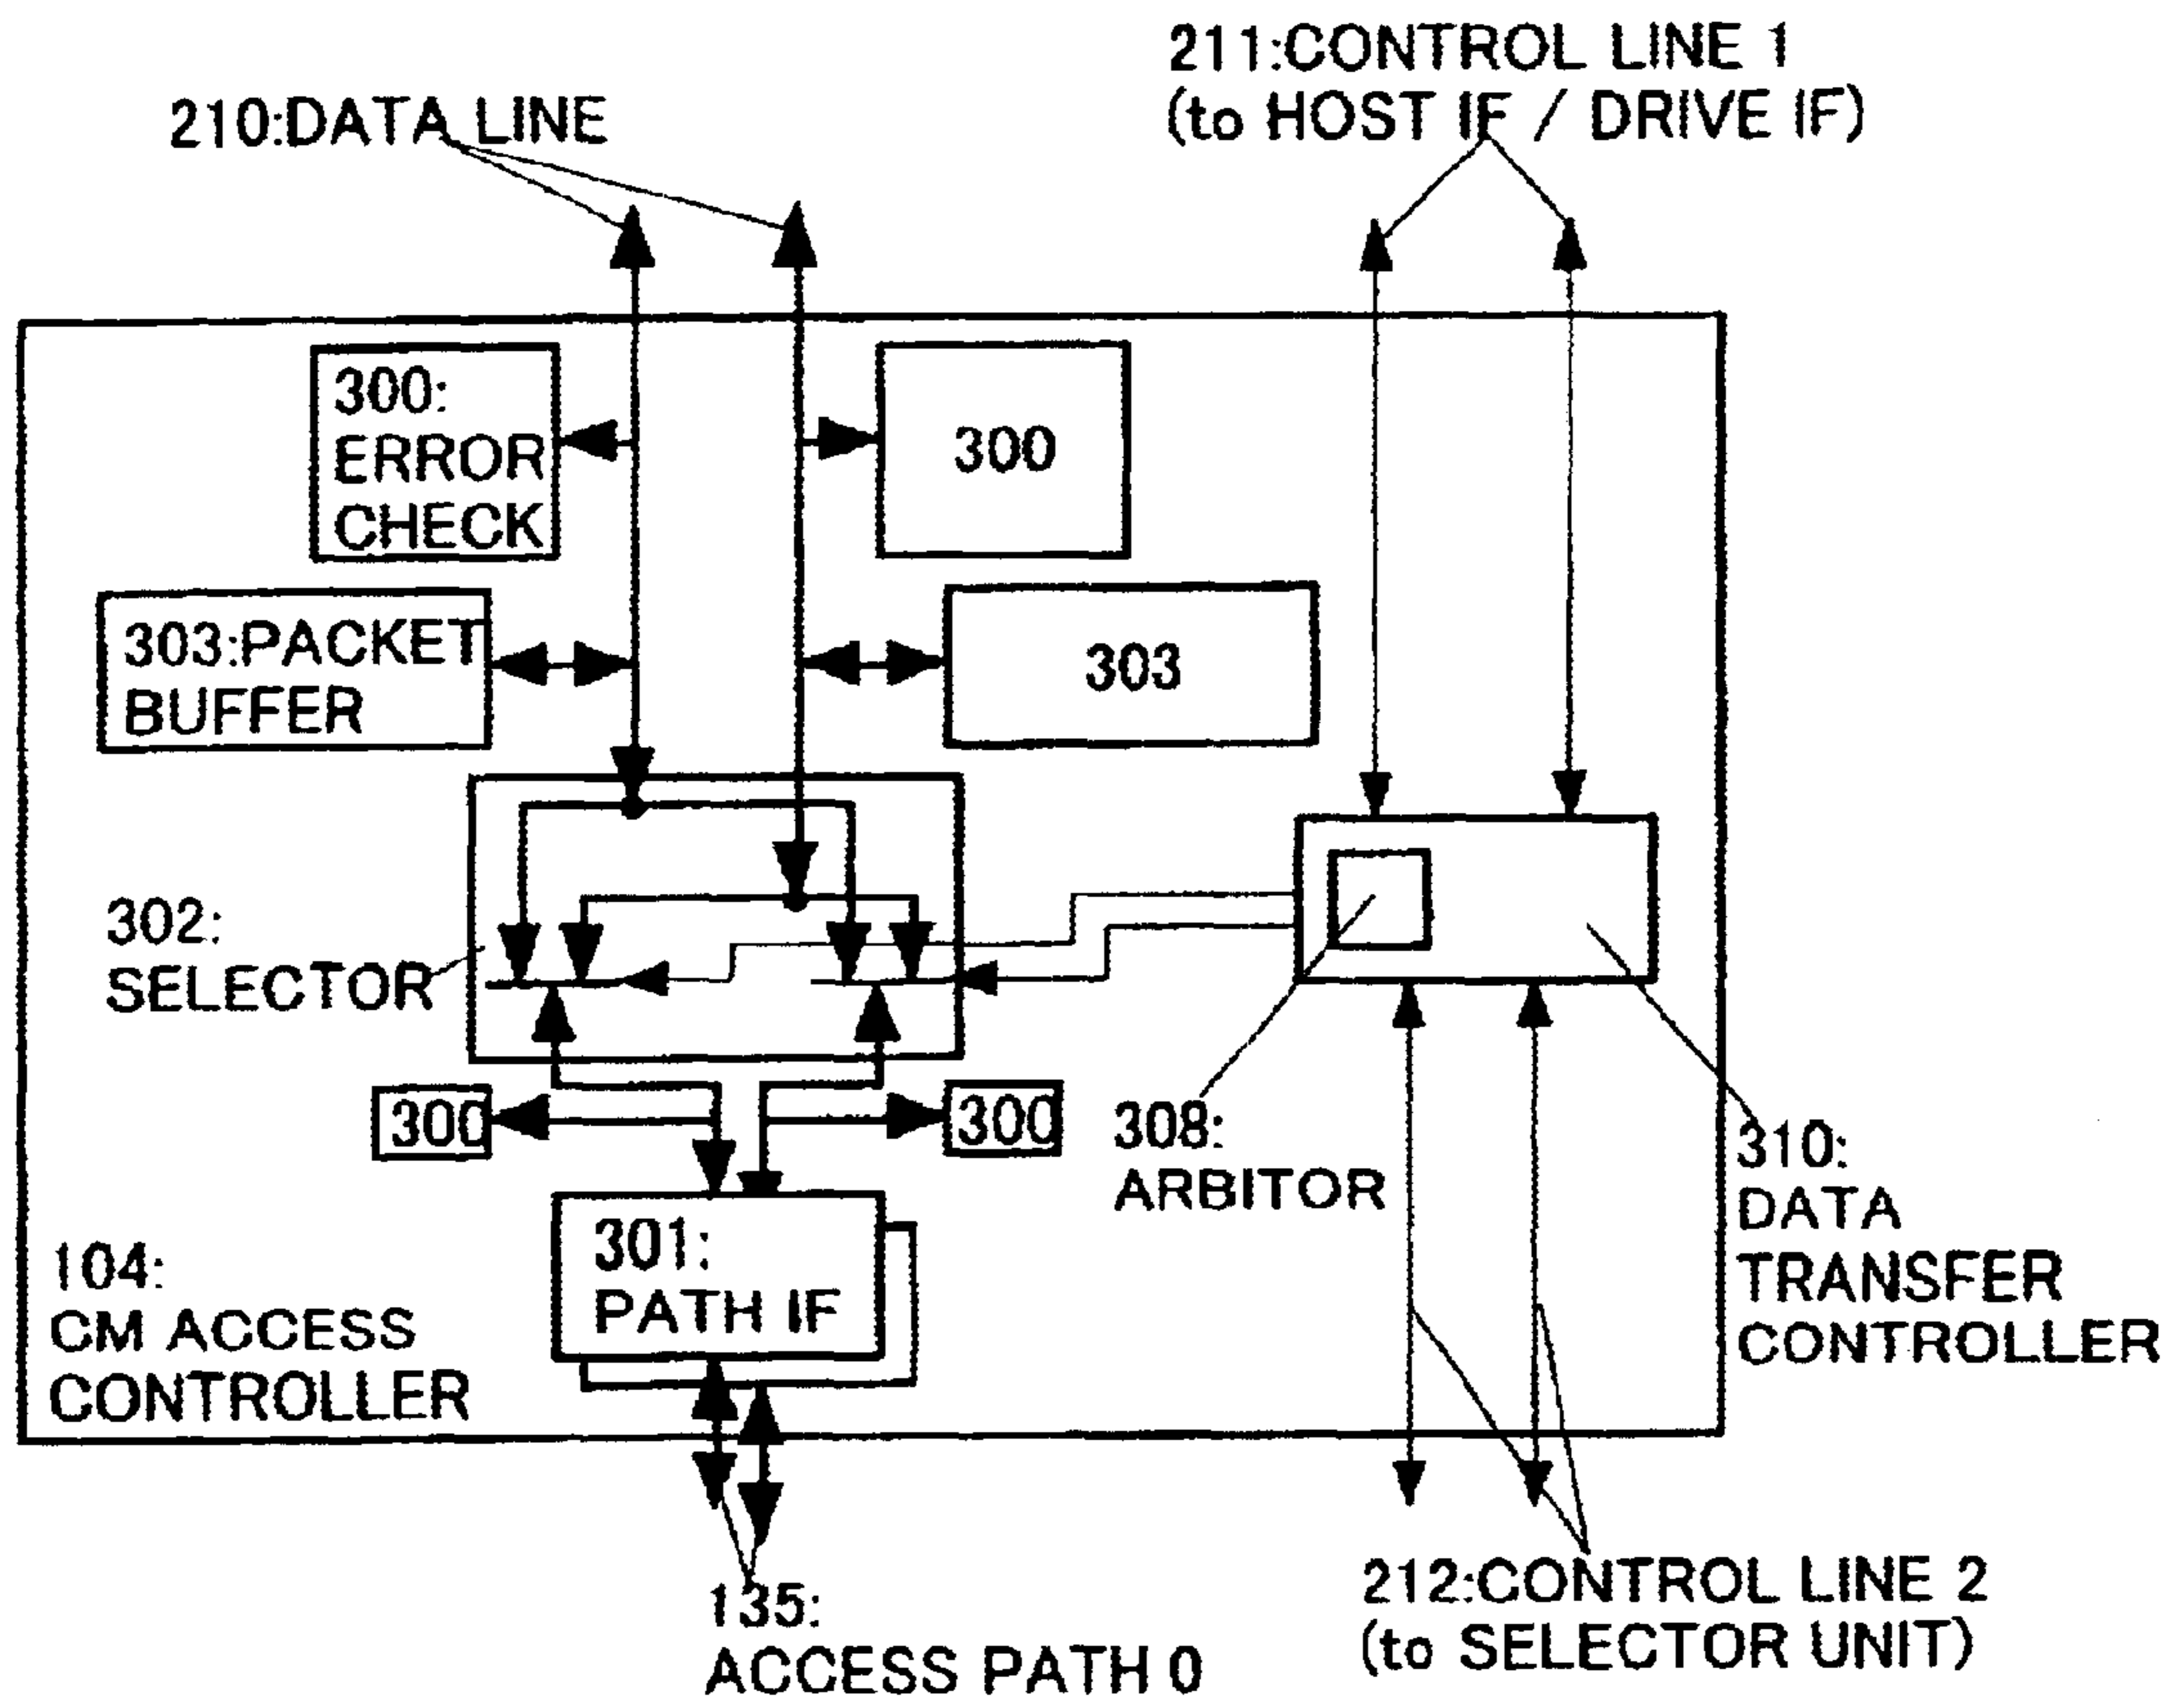 211:CONTROL LINE 1
(to HOST IF / DRIVE IF)
210:DATA LINE
300:
ERROR
CHECK
300
303:PACKET
BUFFER
303
302:
SELECTOR
300
300
308:
ARBITOR
310:
DATA
TRANSFER
CONTROLLER
301:
PATH IF
104:
CM ACCESS
CONTROLLER
135:
ACCESS PATH 0
212:CONTROL LINE 2
(to SELECTOR UNIT)